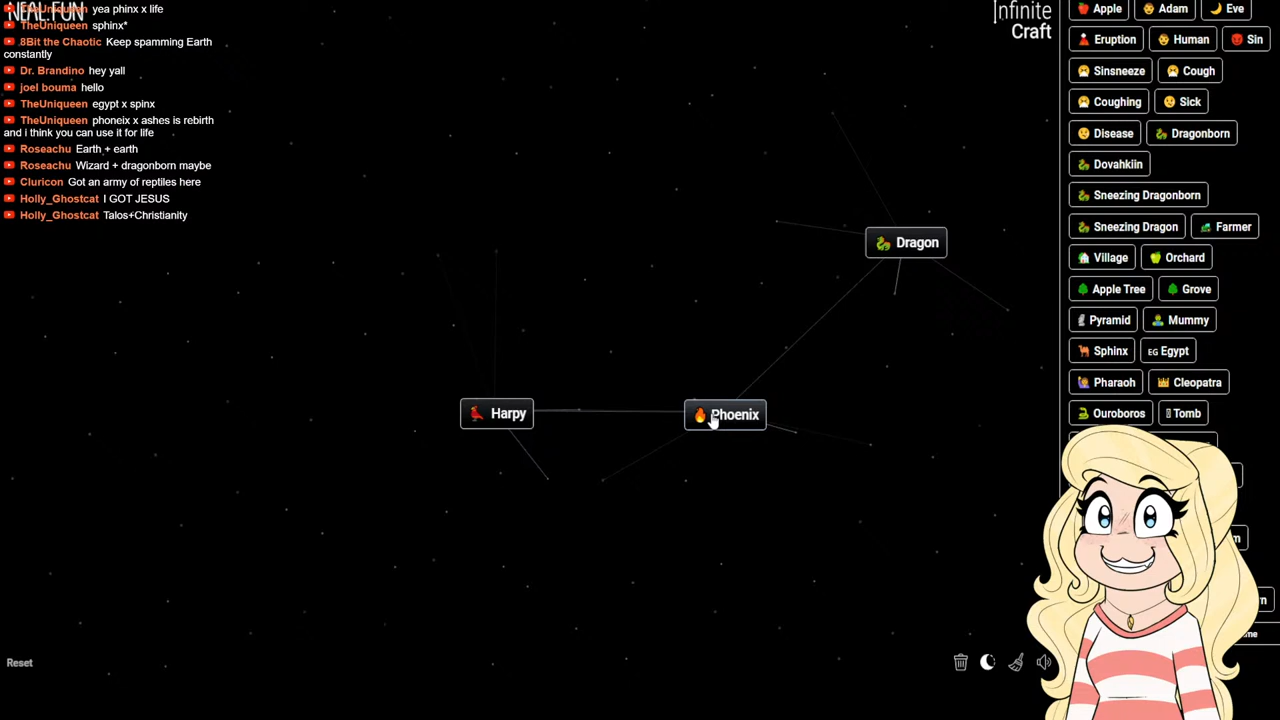 NEAL.FUN
TheUniqueen yea phinx x life
TheUniqueen sphinx*
.8Bit the Chaotic Keep spamming Earth
constantly
Dr. Brandino hey yall
joel bouma hello
TheUniqueen egypt x spinx
TheUniqueen phoneix x ashes is rebirth
and i think you can use it for life
Roseachu Earth + earth
Roseachu Wizard + dragonborn maybe
Cluricon Got an army of reptiles here
Holly_Ghostcat I GOT JESUS
Holly_Ghostcat Talos+Christianity
Infinite
Craft
Dragon
Harpy
Phoenix
Reset
Apple Adam Eve
Eruption Human Sin
Sinsneeze Cough
Coughing Sick
Disease Dragonborn
Dovahkiin
Sneezing Dragonborn
Sneezing Dragon Farmer
Village Orchard
Apple Tree Grove
Pyramid Mummy
Sphinx EG Egypt
Pharaoh Cleopatra
Ouroboros Tomb